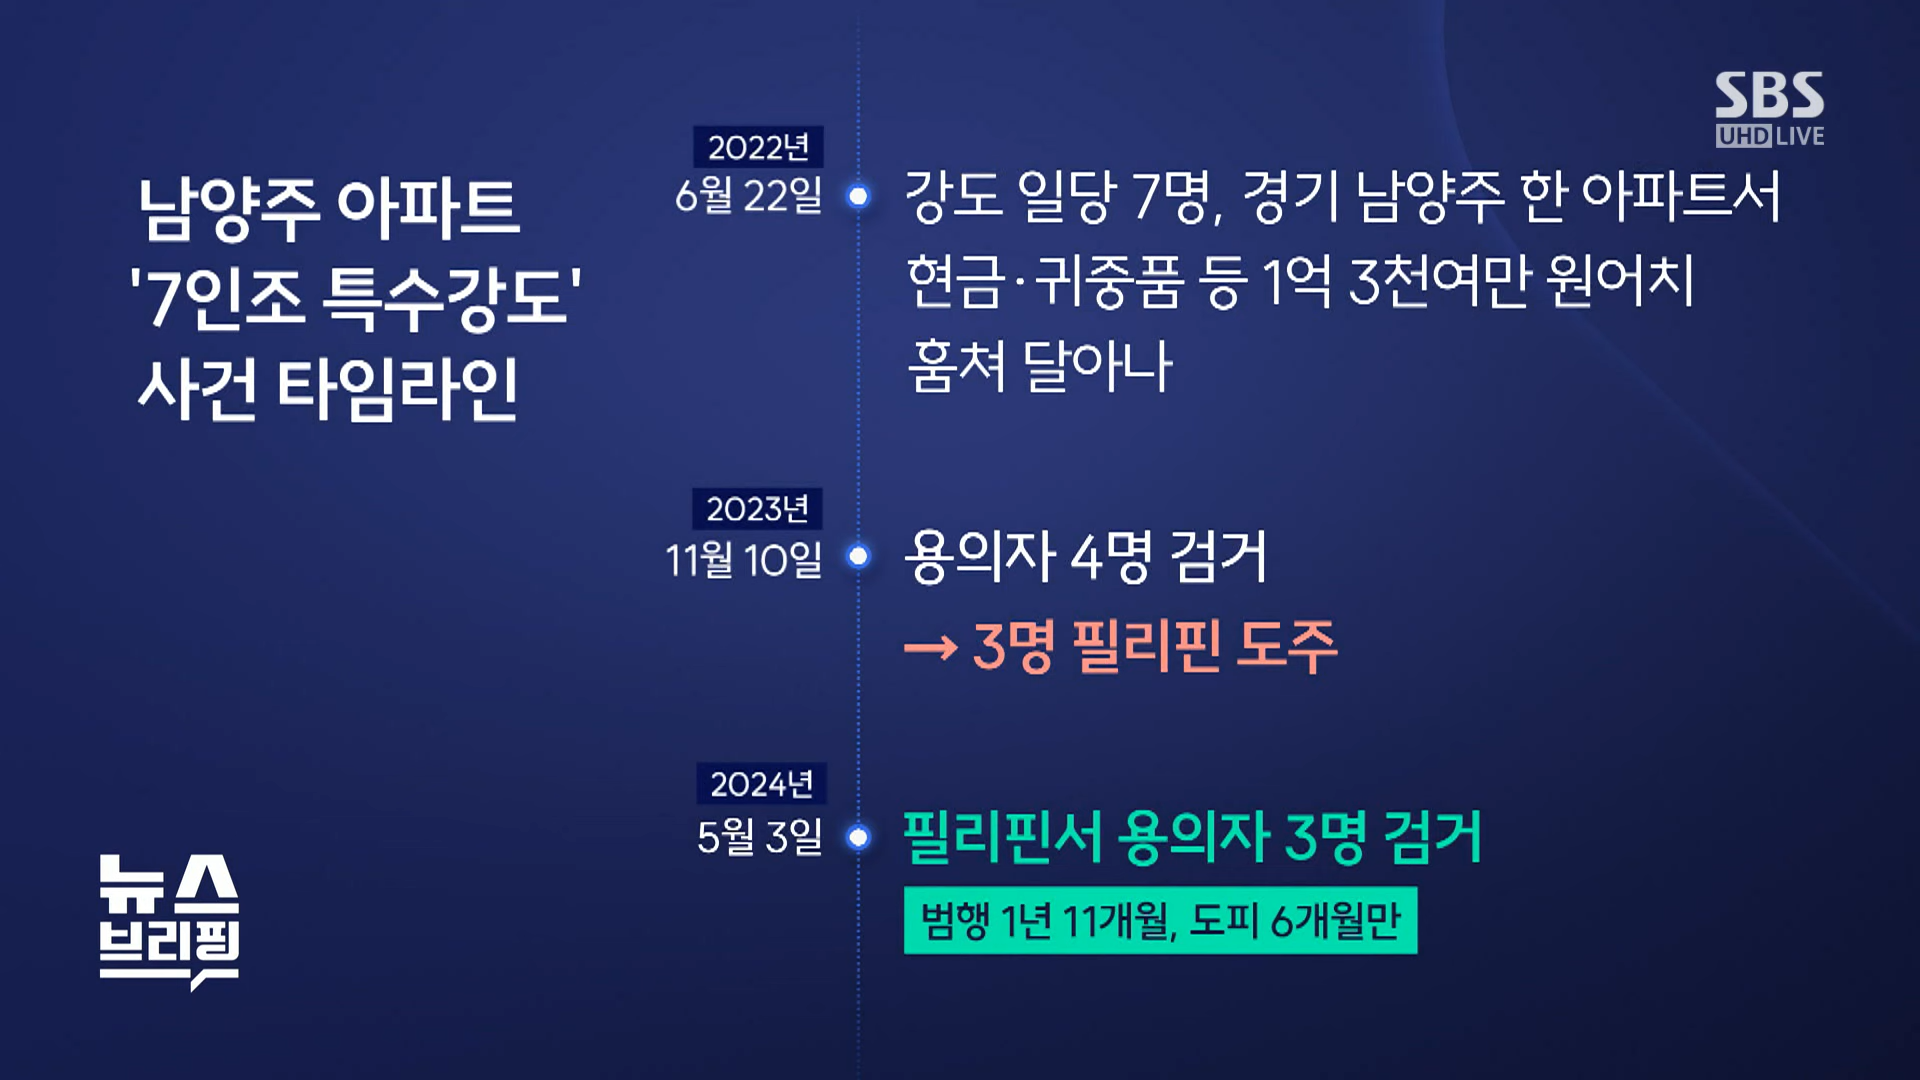 SBS
UHD LIVE
남양주 아파트
'7인조 특수강도'
사건 타임라인
2022년
6월 22일
강도 일당 7명, 경기 남양주 한 아파트서
현금·귀중품 등 1억 3천여만 원어치
훔쳐 달아나
2023년
11월 10일
용의자 4명 검거
→ 3명 필리핀 도주
2024년
5월 3일
필리핀서 용의자 3명 검거
범행 1년 11개월, 도피 6개월만
뉴스
브리핑